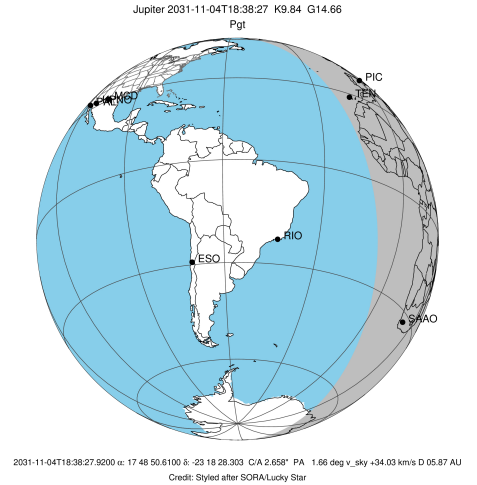 Jupiter 2031-11-04T18:38:27 K9.84 G14.66
Pgt
PIC
TEN
MCD
RIO
ESO
SAAO
2031-11-04T18:38:27.9200 α: 17 48 50.6100 δ: -23 18 28.303 C/A 2.658" PA 1.66 deg v_sky +34.03 km/s D 05.87 AU
Credit: Styled after SORA/Lucky Star